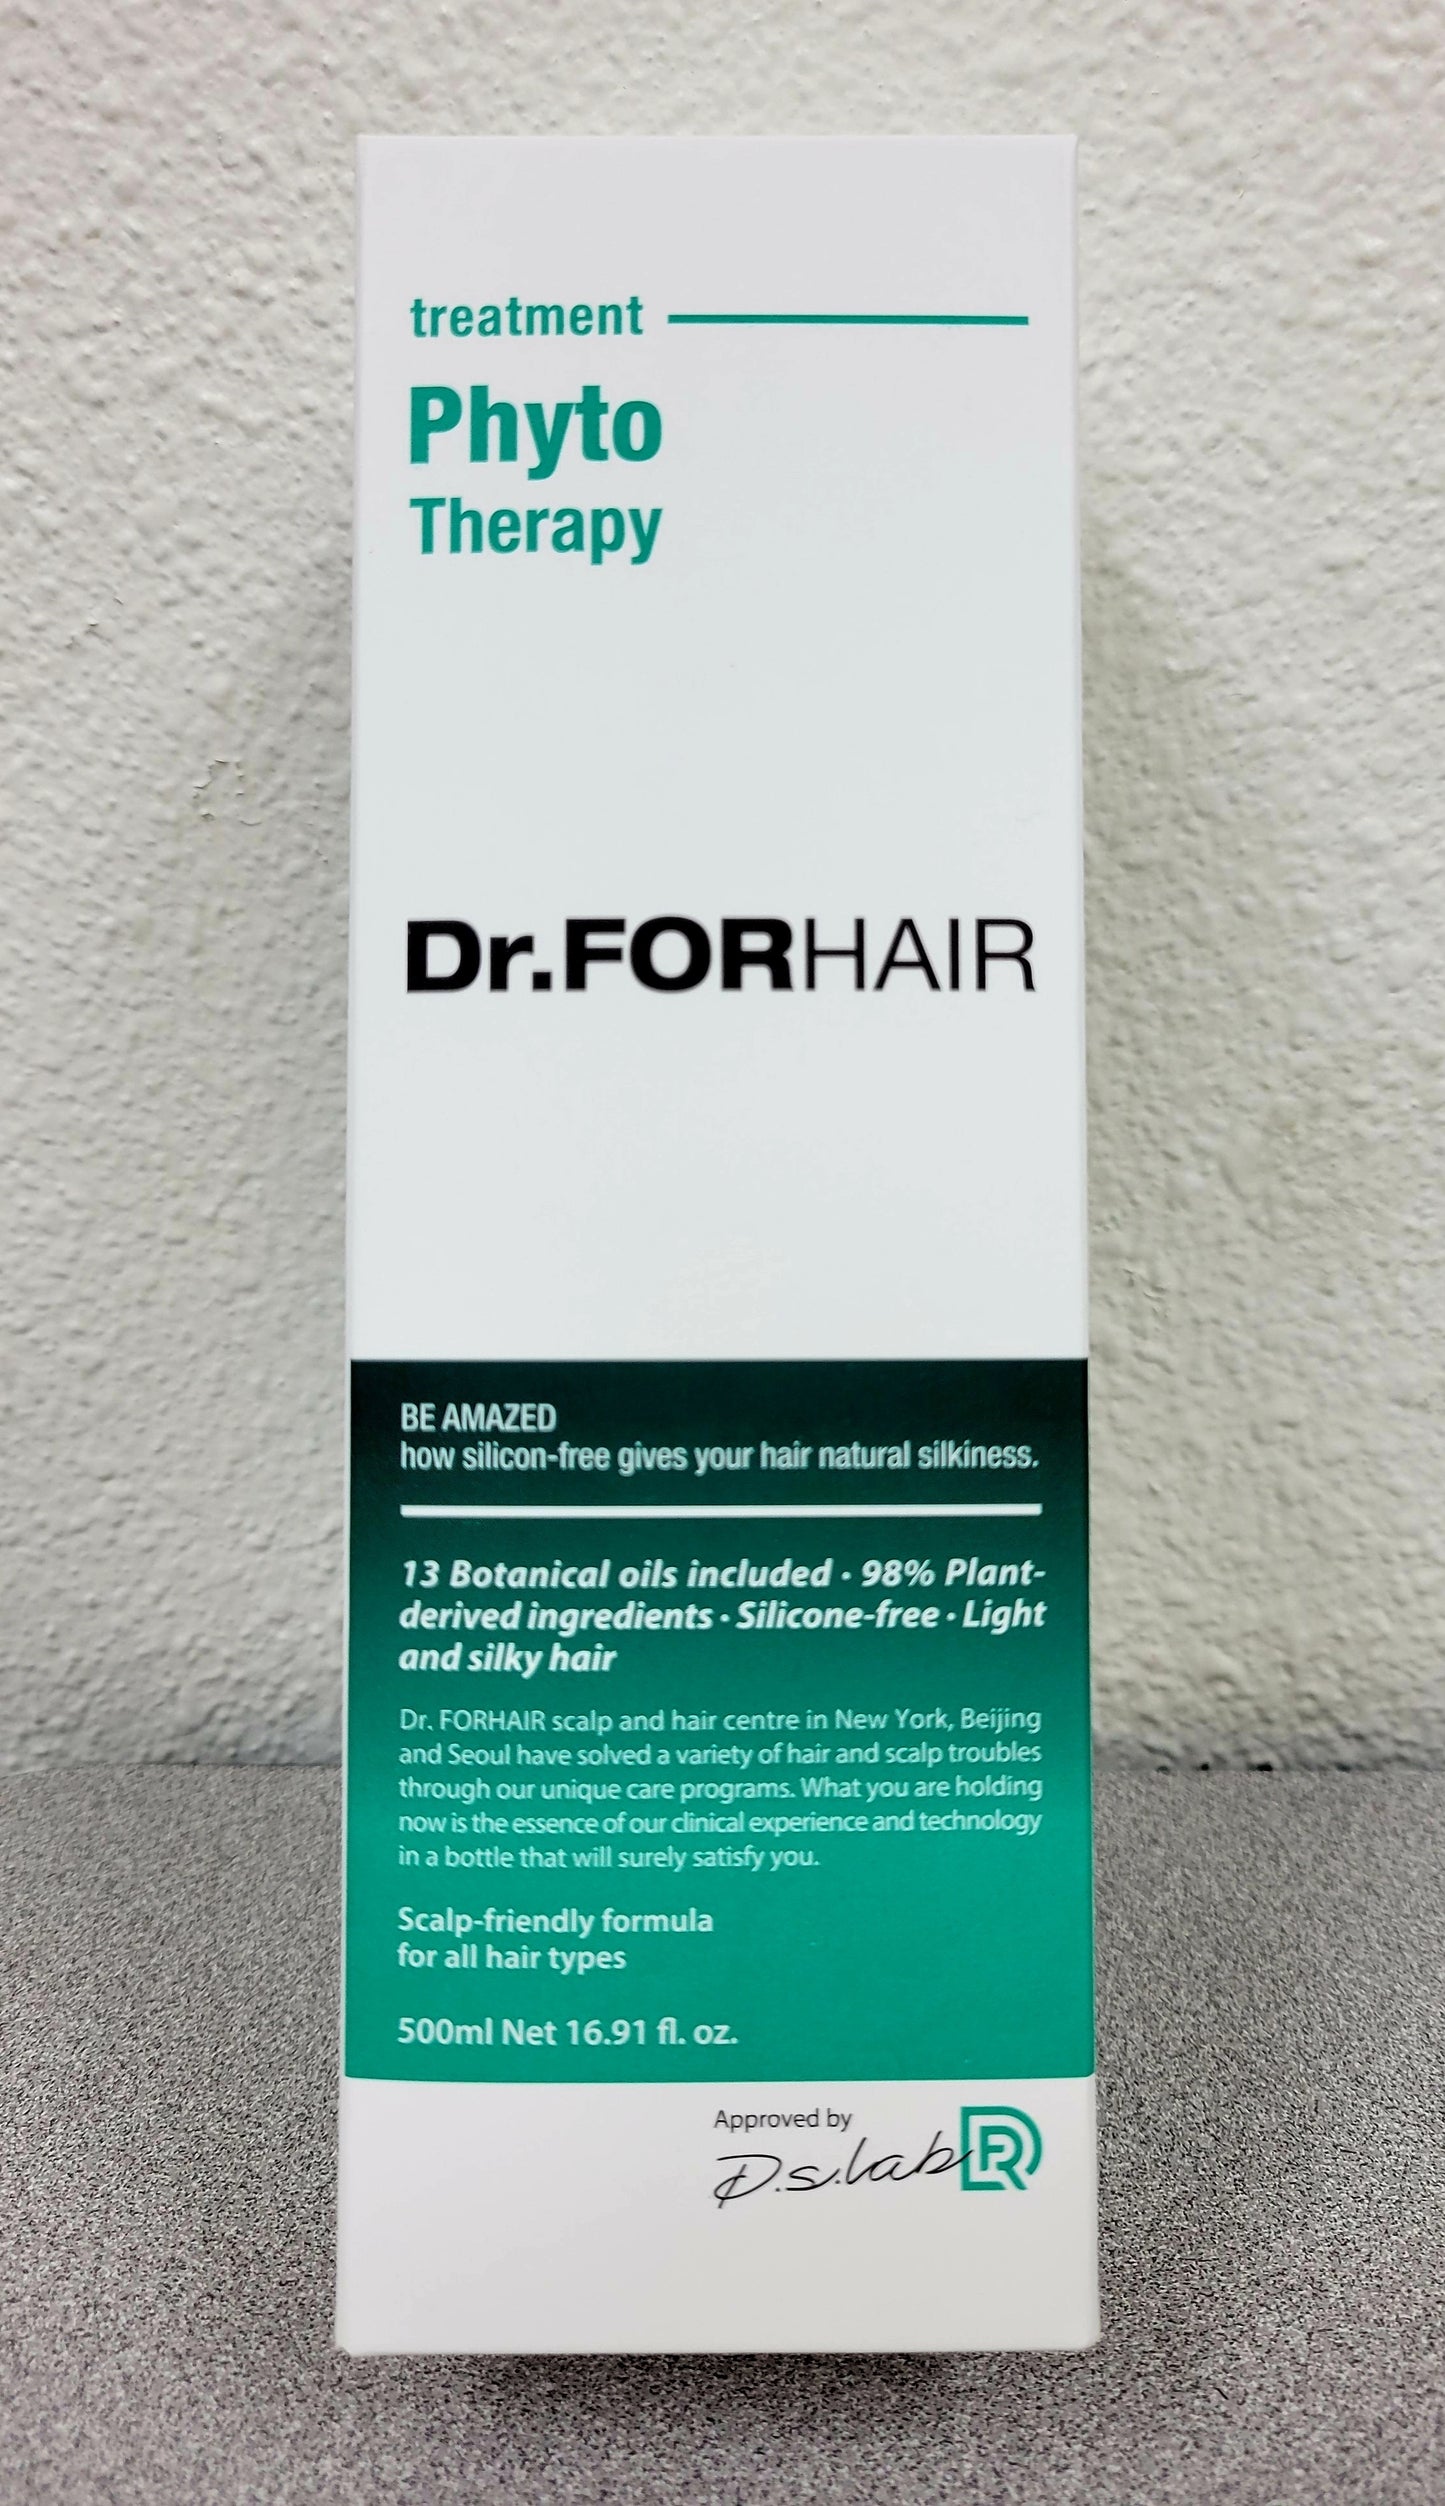 treatment
Phyto
Therapy
Dr.FORHAIR
BE AMAZED
how silicon-free gives your hair natural silkiness.
13 Botanical oils included · 98% Plant-
derived ingredients · Silicone-free · Light
and silky hair
Dr. FORHAIR scalp and hair centre in New York, Beijing
and Seoul have solved a variety of hair and scalp troubles
through our unique care programs. What you are holding
now is the essence of our clinical experience and technology
in a bottle that will surely satisfy you.
Scalp-friendly formula
for all hair types
500ml Net 16.91 fl. oz.
Approved by
D.s.lab